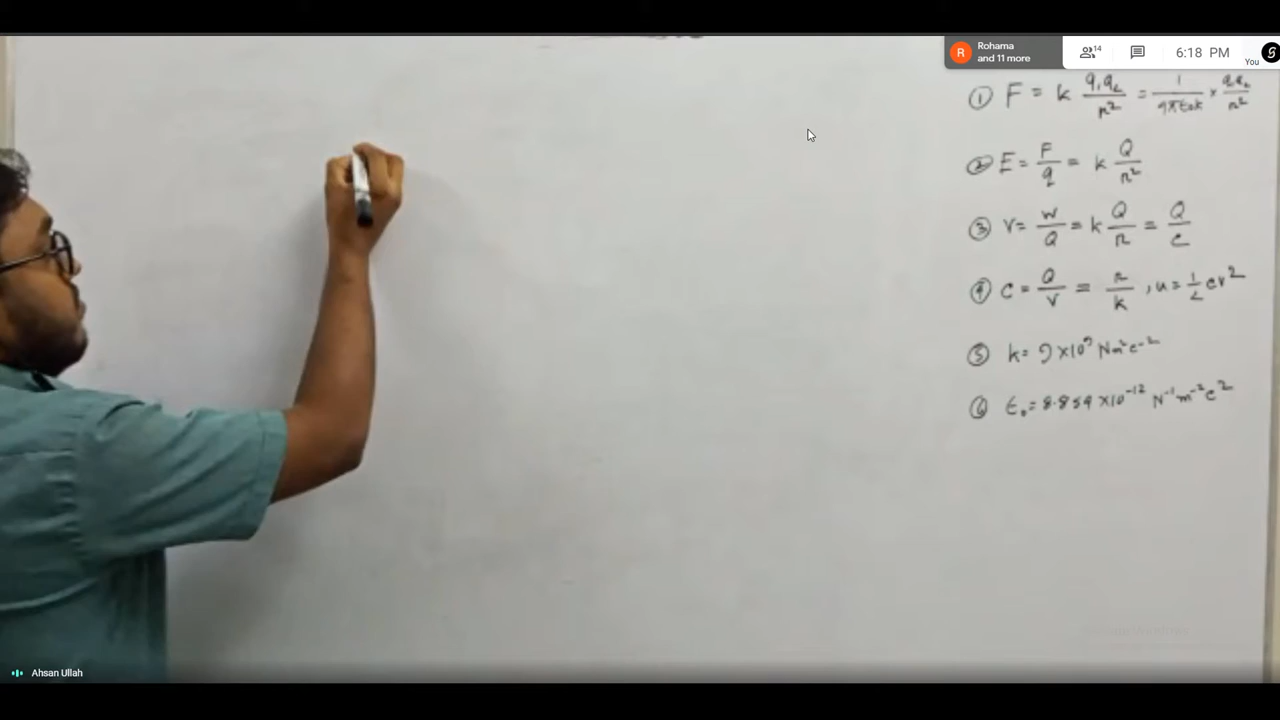 Rohama
and 11 more
14
6:18 PM
You
① F = k q₁q₂/r² = 1/4πε₀k × q₁q₂/r²
② E = F/q = k Q/r²
③ V = W/Q = k Q/r = Q/C
④ C = Q/V = r/k , u = 1/2 CV²
⑤ k = 9×10⁹ Nm²C⁻²
⑥ ε₀ = 8.854 ×10⁻¹² N⁻¹m⁻²C²
Ahsan Ullah